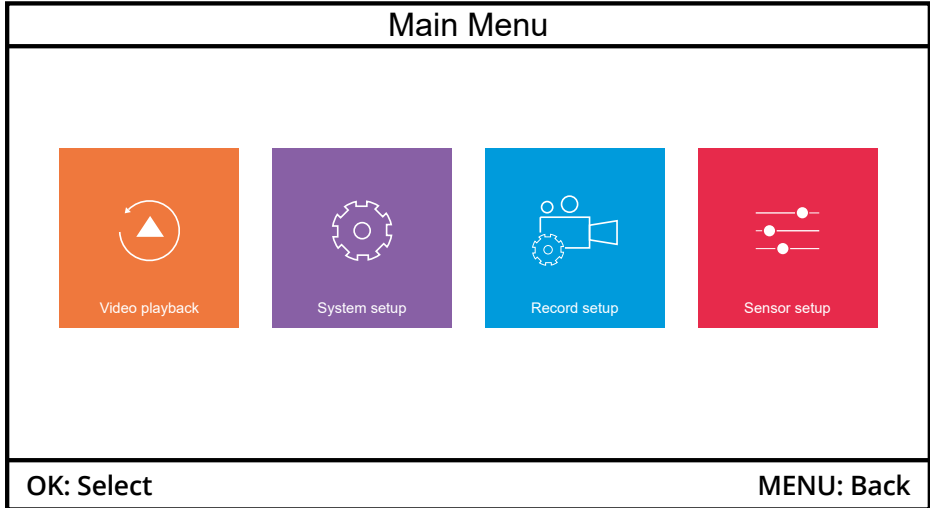 Main Menu
Video playback
System setup
Record setup
Sensor setup
OK: Select
MENU: Back